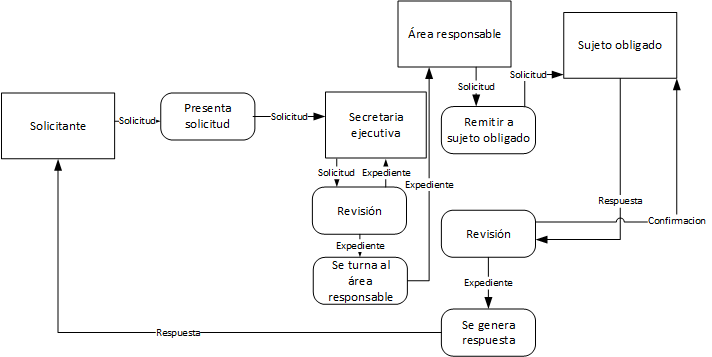 Área responsable
Sujeto obligado
Solicitud
Solicitud
Solicitante
Solicitud
Presenta
solicitud
Solicitud
Secretaria
ejecutiva
Remitir a
sujeto obligado
Solicitud
Expediente
Expediente
Revisión
Respuesta
Confirmacion
Revisión
Expediente
Se turna al
área
responsable
Expediente
Respuesta
Se genera
respuesta